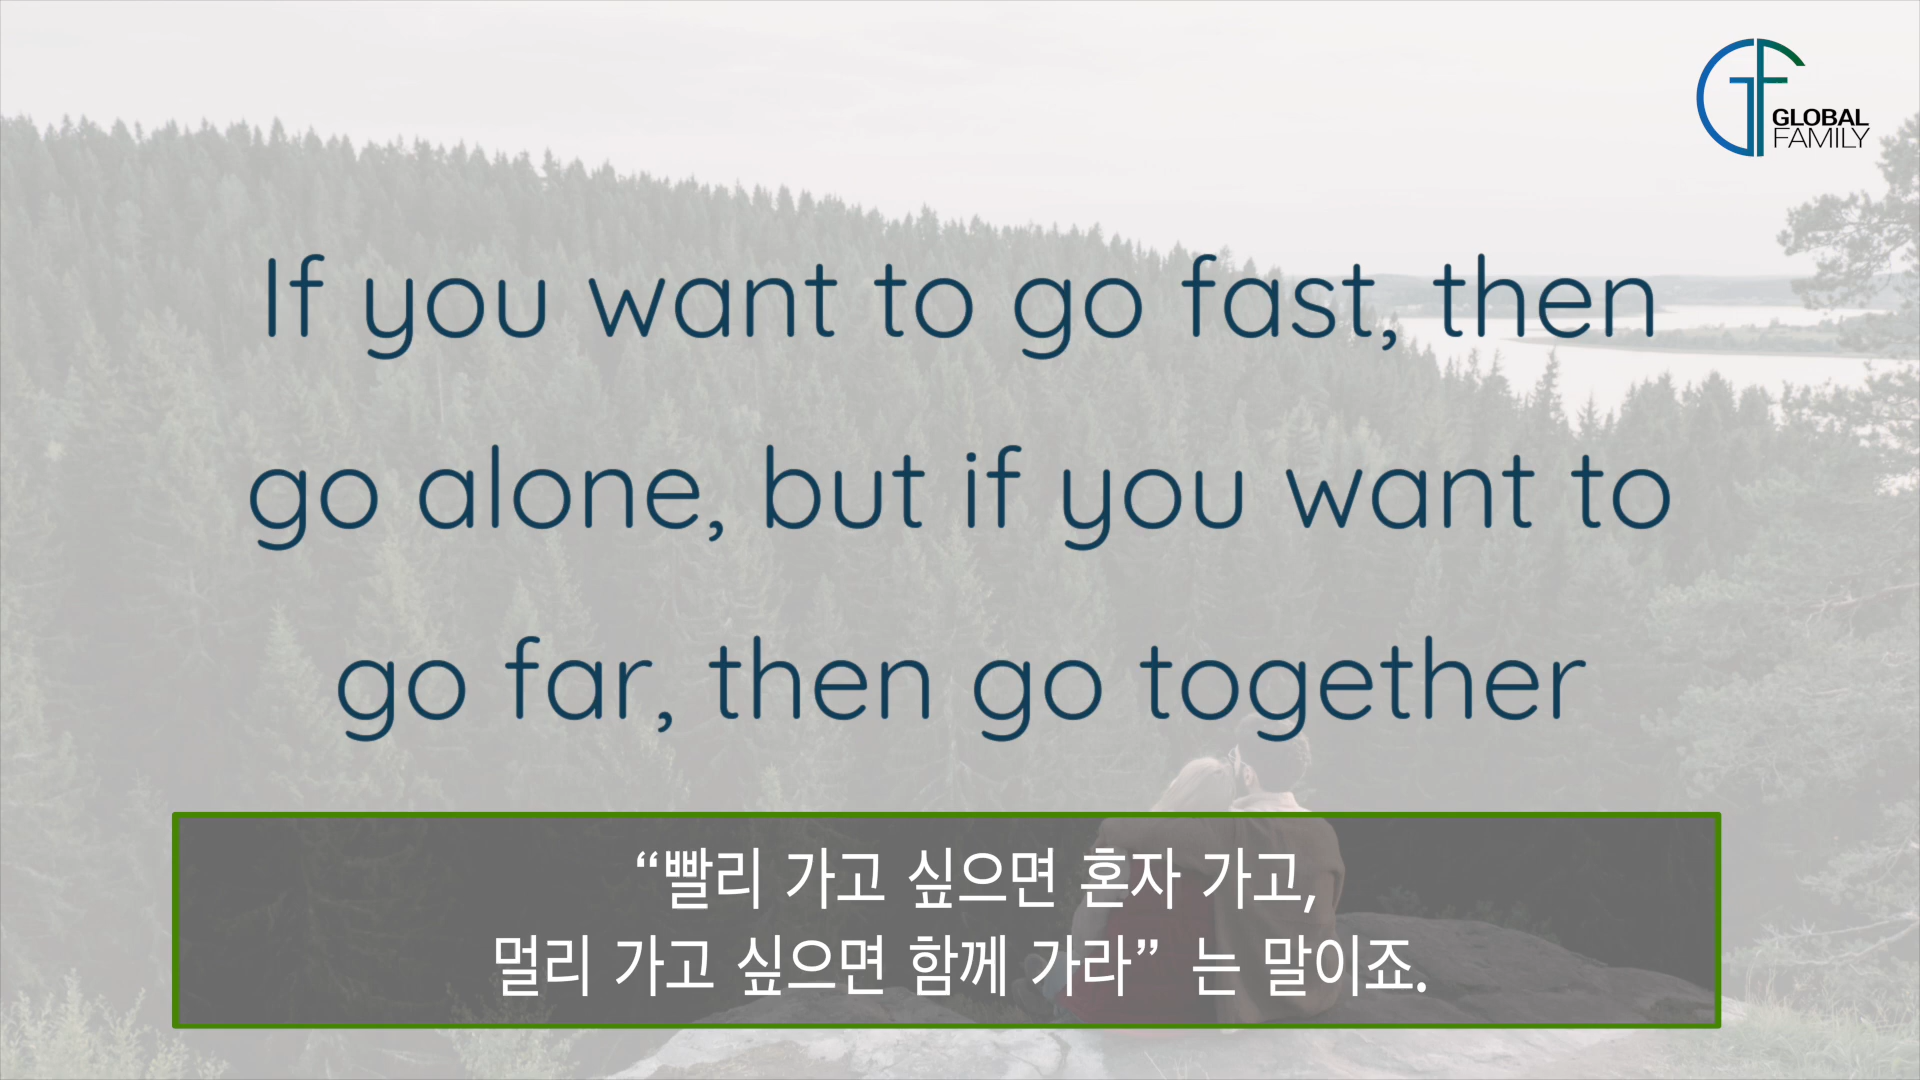 GF
GLOBAL
FAMILY
If you want to go fast, then
go alone, but if you want to
go far, then go together
“빨리 가고 싶으면 혼자 가고,
멀리 가고 싶으면 함께 가라” 는 말이죠.